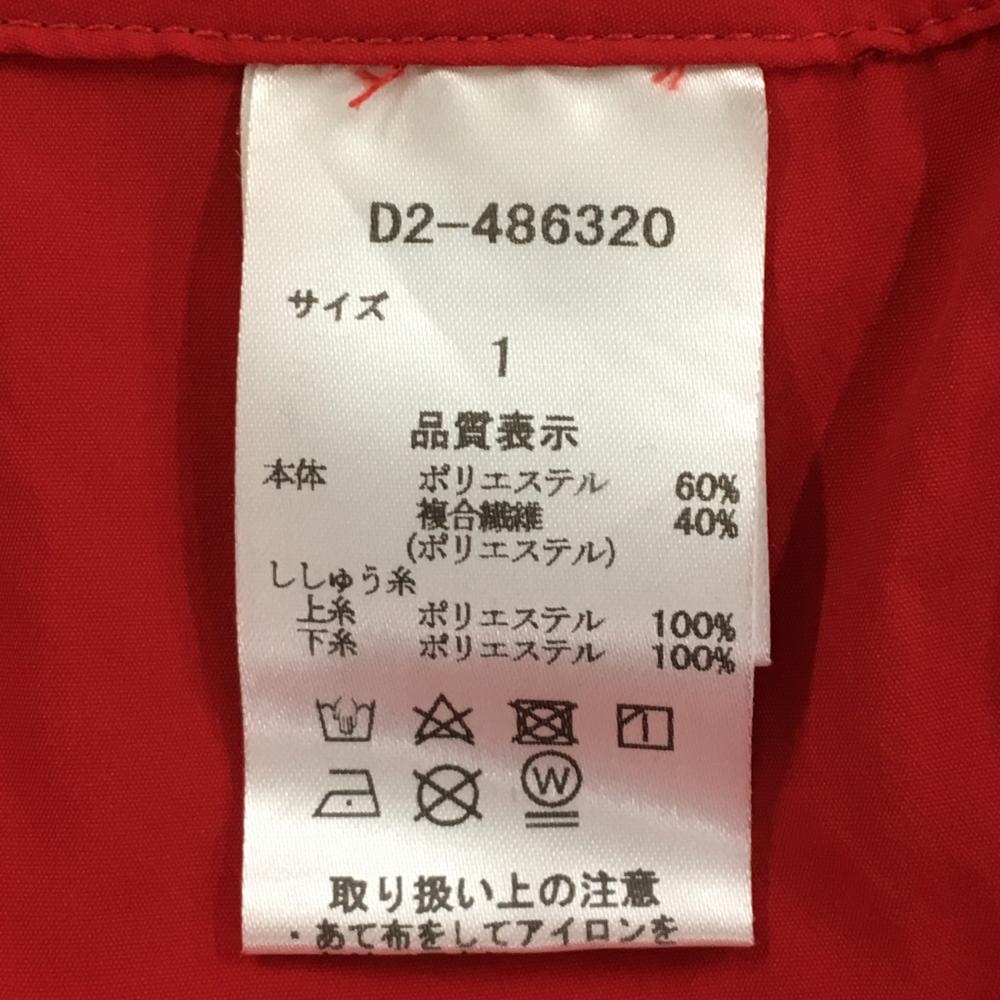 D2-486320
サイズ
1
品質表示
本体 ポリエステル 60%
複合繊維 40%
(ポリエステル)
ししゅう糸
上糸 ポリエステル 100%
下糸 ポリエステル 100%
W
取り扱い上の注意
・あて布をしてアイロンを